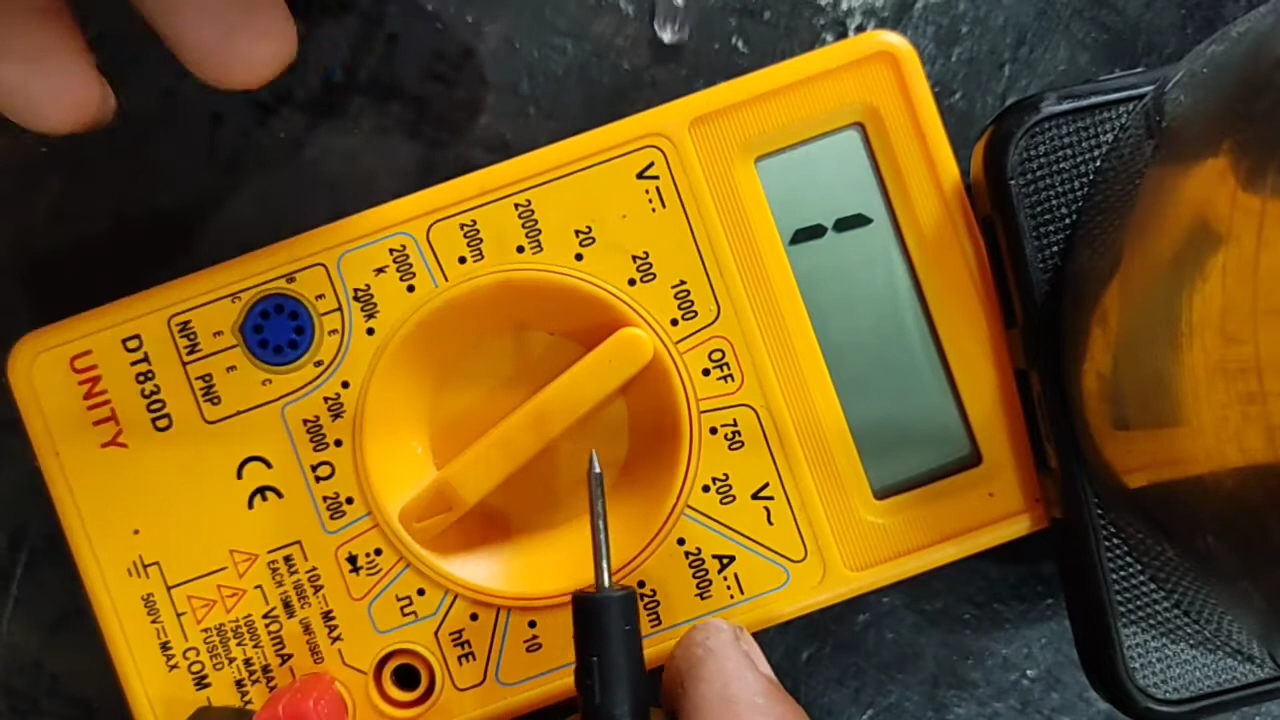 V⎓
200m
2000m
20
200
1000
OFF
750
200
V~
A⎓
2000µ
20m
10
hFE
200
Ω
2000
20k
200k
2000
k
B
E
C
E
E
B
E
C
NPN
PNP
DT830D
UNITY
CE
10A⎓MAX
MAX 10SEC UNFUSED
EACH 15MIN
VΩmA
1000V⎓MAX
750V~MAX
500mA⎓MAX
FUSED
COM
500V⎓MAX
1